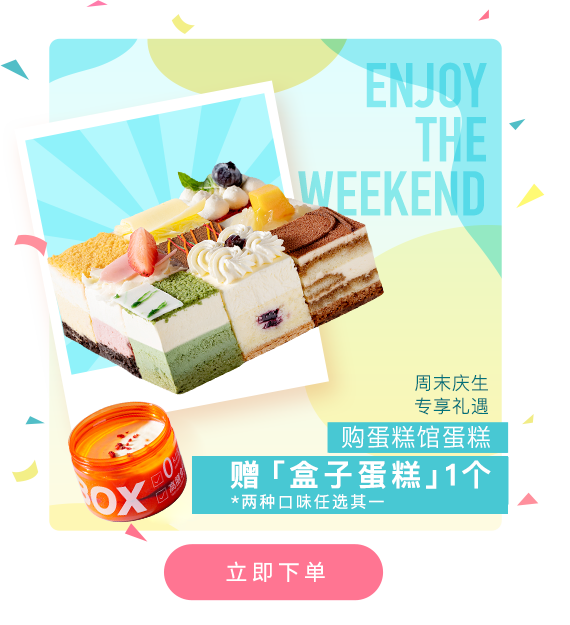 ENJOY
THE
WEEKEND
周末庆生
专享礼遇
购蛋糕馆蛋糕
赠「盒子蛋糕」1个
*两种口味任选其一
BOX
0
立即下单